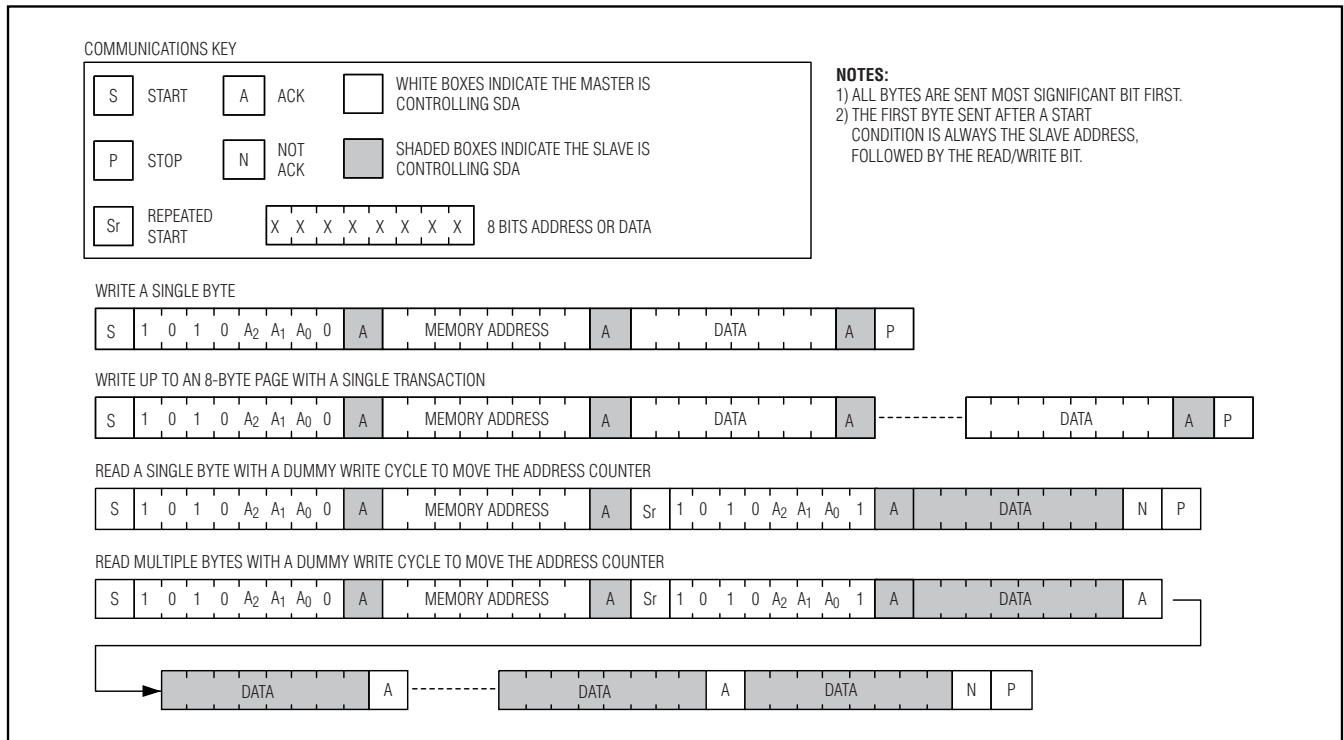 COMMUNICATIONS KEY
S START A ACK WHITE BOXES INDICATE THE MASTER IS
CONTROLLING SDA
P STOP N NOT
ACK SHADED BOXES INDICATE THE SLAVE IS
CONTROLLING SDA
Sr REPEATED
START X X X X X X X X 8 BITS ADDRESS OR DATA
NOTES:
1) ALL BYTES ARE SENT MOST SIGNIFICANT BIT FIRST.
2) THE FIRST BYTE SENT AFTER A START
CONDITION IS ALWAYS THE SLAVE ADDRESS,
FOLLOWED BY THE READ/WRITE BIT.
WRITE A SINGLE BYTE
S 1 0 1 0 A2 A1 A0 0 A MEMORY ADDRESS A DATA A P
WRITE UP TO AN 8-BYTE PAGE WITH A SINGLE TRANSACTION
S 1 0 1 0 A2 A1 A0 0 A MEMORY ADDRESS A DATA A DATA A P
READ A SINGLE BYTE WITH A DUMMY WRITE CYCLE TO MOVE THE ADDRESS COUNTER
S 1 0 1 0 A2 A1 A0 0 A MEMORY ADDRESS A Sr 1 0 1 0 A2 A1 A0 1 A DATA N P
READ MULTIPLE BYTES WITH A DUMMY WRITE CYCLE TO MOVE THE ADDRESS COUNTER
S 1 0 1 0 A2 A1 A0 0 A MEMORY ADDRESS A Sr 1 0 1 0 A2 A1 A0 1 A DATA A
DATA A DATA A DATA N P